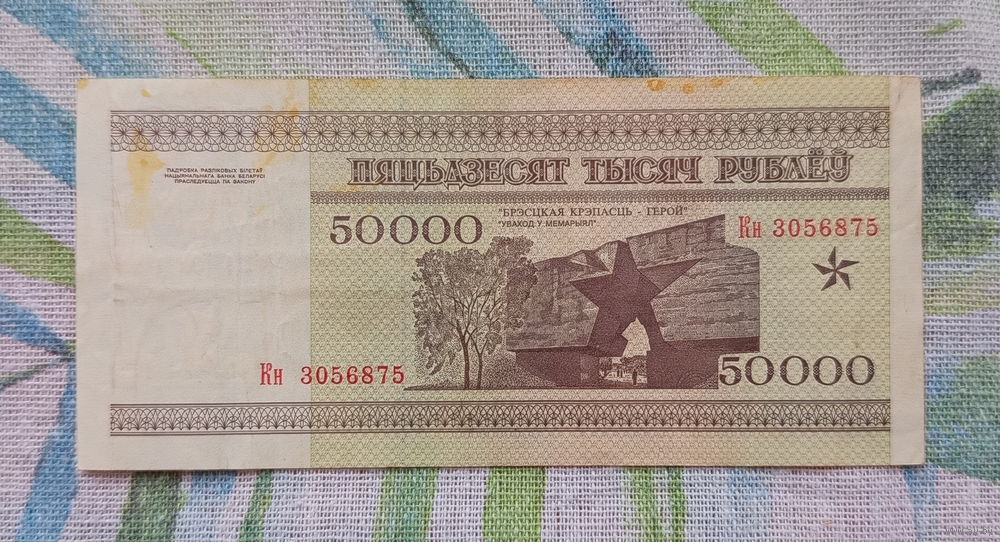 ПАДРОБКА РАЗЛІКОВЫХ БІЛЕТАЎ
НАЦЫЯНАЛЬНАГА БАНКА БЕЛАРУСІ
ПРАСЛЕДУЕЦЦА ПА ЗАКОНУ
ПЯЦЬДЗЕСЯТ ТЫСЯЧ РУБЛЁЎ
50000
"БРЭСЦКАЯ КРЭПАСЦЬ - ГЕРОЙ"
"УВАХОД У МЕМАРЫЯЛ"
Кн 3056875
Кн 3056875
50000